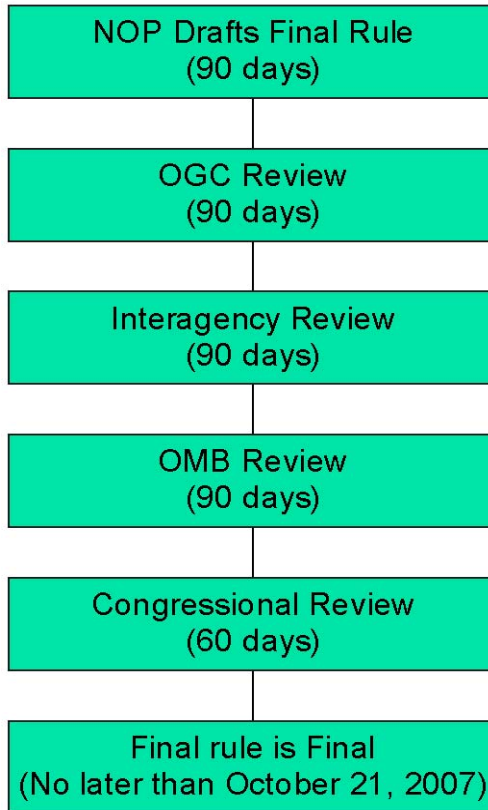 NOP Drafts Final Rule
(90 days)
OGC Review
(90 days)
Interagency Review
(90 days)
OMB Review
(90 days)
Congressional Review
(60 days)
Final rule is Final
(No later than October 21, 2007)